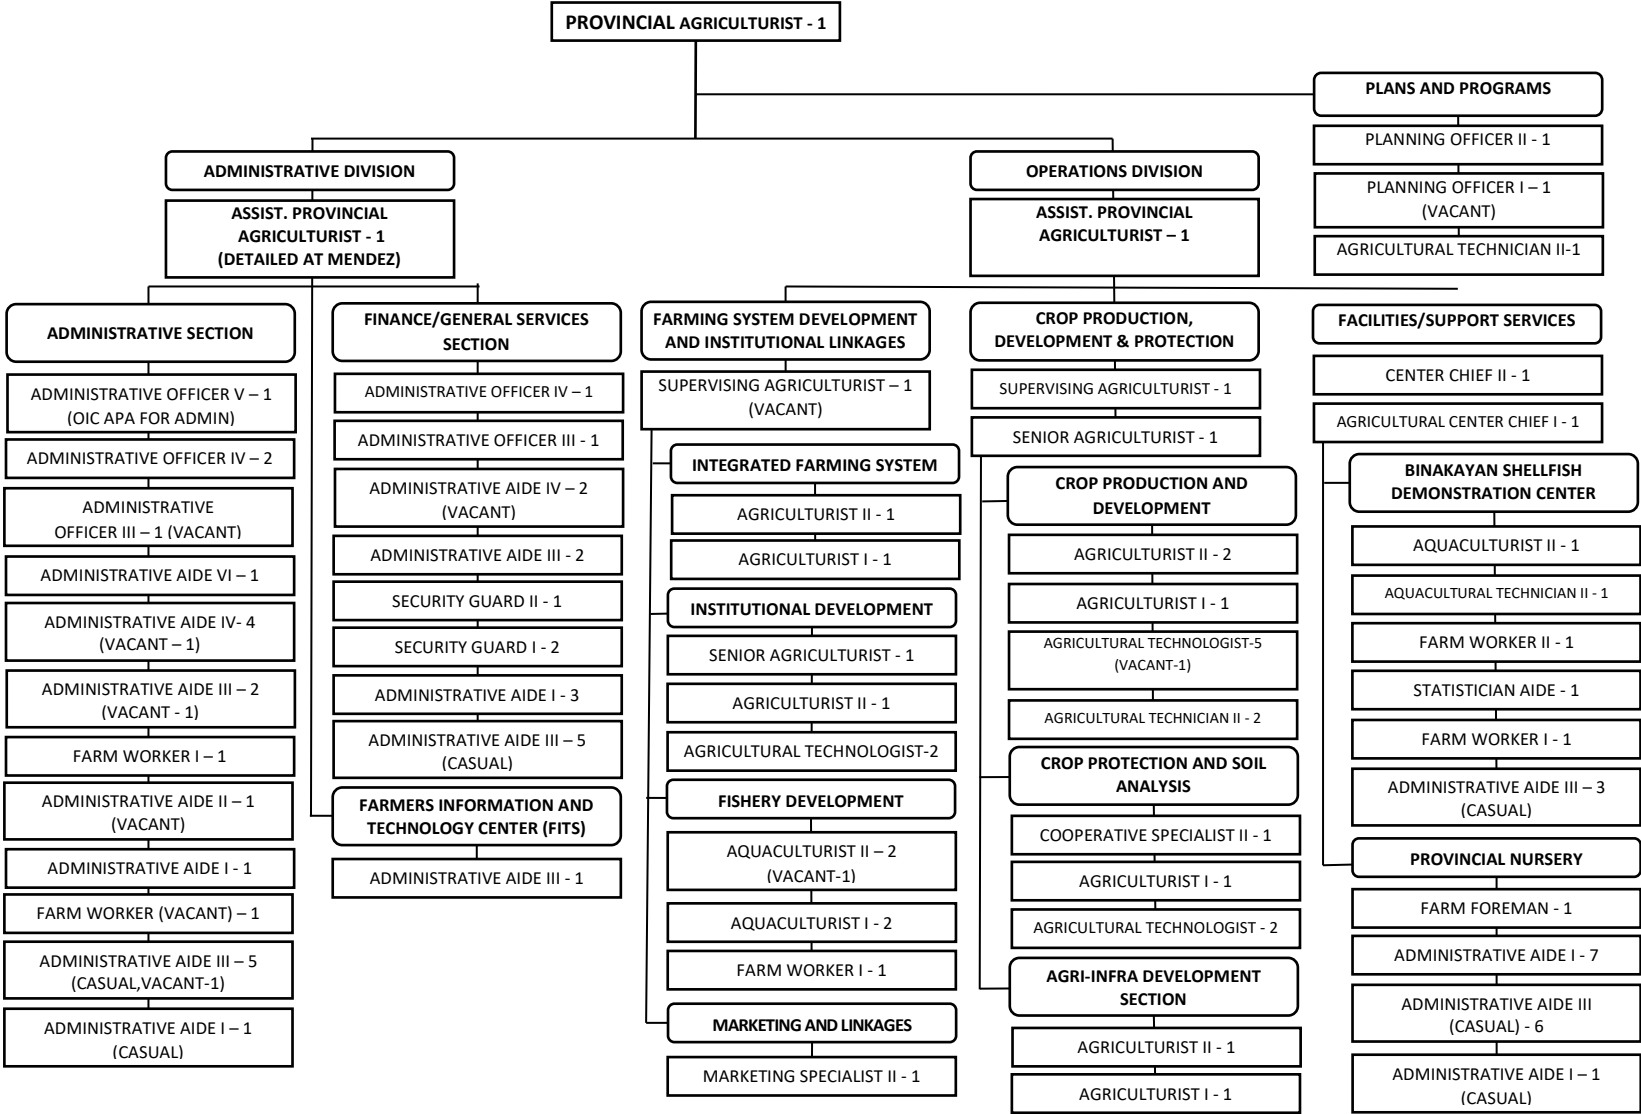 PROVINCIAL AGRICULTURIST - 1
PLANS AND PROGRAMS
PLANNING OFFICER II - 1
PLANNING OFFICER I – 1
(VACANT)
AGRICULTURAL TECHNICIAN II-1
ADMINISTRATIVE DIVISION
ASSIST. PROVINCIAL
AGRICULTURIST - 1
(DETAILED AT MENDEZ)
OPERATIONS DIVISION
ASSIST. PROVINCIAL
AGRICULTURIST – 1
ADMINISTRATIVE SECTION
ADMINISTRATIVE OFFICER V – 1
(OIC APA FOR ADMIN)
ADMINISTRATIVE OFFICER IV – 2
ADMINISTRATIVE
OFFICER III – 1 (VACANT)
ADMINISTRATIVE AIDE VI – 1
ADMINISTRATIVE AIDE IV- 4
(VACANT – 1)
ADMINISTRATIVE AIDE III – 2
(VACANT - 1)
FARM WORKER I – 1
ADMINISTRATIVE AIDE II – 1
(VACANT)
ADMINISTRATIVE AIDE I - 1
FARM WORKER (VACANT) – 1
ADMINISTRATIVE AIDE III – 5
(CASUAL,VACANT-1)
ADMINISTRATIVE AIDE I – 1
(CASUAL)
FINANCE/GENERAL SERVICES
SECTION
ADMINISTRATIVE OFFICER IV – 1
ADMINISTRATIVE OFFICER III - 1
ADMINISTRATIVE AIDE IV – 2
(VACANT)
ADMINISTRATIVE AIDE III - 2
SECURITY GUARD II - 1
SECURITY GUARD I - 2
ADMINISTRATIVE AIDE I - 3
ADMINISTRATIVE AIDE III – 5
(CASUAL)
FARMERS INFORMATION AND
TECHNOLOGY CENTER (FITS)
ADMINISTRATIVE AIDE III - 1
FARMING SYSTEM DEVELOPMENT
AND INSTITUTIONAL LINKAGES
SUPERVISING AGRICULTURIST – 1
(VACANT)
INTEGRATED FARMING SYSTEM
AGRICULTURIST II - 1
AGRICULTURIST I - 1
INSTITUTIONAL DEVELOPMENT
SENIOR AGRICULTURIST - 1
AGRICULTURIST II - 1
AGRICULTURAL TECHNOLOGIST-2
FISHERY DEVELOPMENT
AQUACULTURIST II – 2
(VACANT-1)
AQUACULTURIST I - 2
FARM WORKER I - 1
MARKETING AND LINKAGES
MARKETING SPECIALIST II - 1
CROP PRODUCTION,
DEVELOPMENT & PROTECTION
SUPERVISING AGRICULTURIST - 1
SENIOR AGRICULTURIST - 1
CROP PRODUCTION AND
DEVELOPMENT
AGRICULTURIST II - 2
AGRICULTURIST I - 1
AGRICULTURAL TECHNOLOGIST-5
(VACANT-1)
AGRICULTURAL TECHNICIAN II - 2
CROP PROTECTION AND SOIL
ANALYSIS
COOPERATIVE SPECIALIST II - 1
AGRICULTURIST I - 1
AGRICULTURAL TECHNOLOGIST - 2
AGRI-INFRA DEVELOPMENT
SECTION
AGRICULTURIST II - 1
AGRICULTURIST I - 1
FACILITIES/SUPPORT SERVICES
CENTER CHIEF II - 1
AGRICULTURAL CENTER CHIEF I - 1
BINAKAYAN SHELLFISH
DEMONSTRATION CENTER
AQUACULTURIST II - 1
AQUACULTURAL TECHNICIAN II - 1
FARM WORKER II - 1
STATISTICIAN AIDE - 1
FARM WORKER I - 1
ADMINISTRATIVE AIDE III – 3
(CASUAL)
PROVINCIAL NURSERY
FARM FOREMAN - 1
ADMINISTRATIVE AIDE I - 7
ADMINISTRATIVE AIDE III
(CASUAL) - 6
ADMINISTRATIVE AIDE I – 1
(CASUAL)